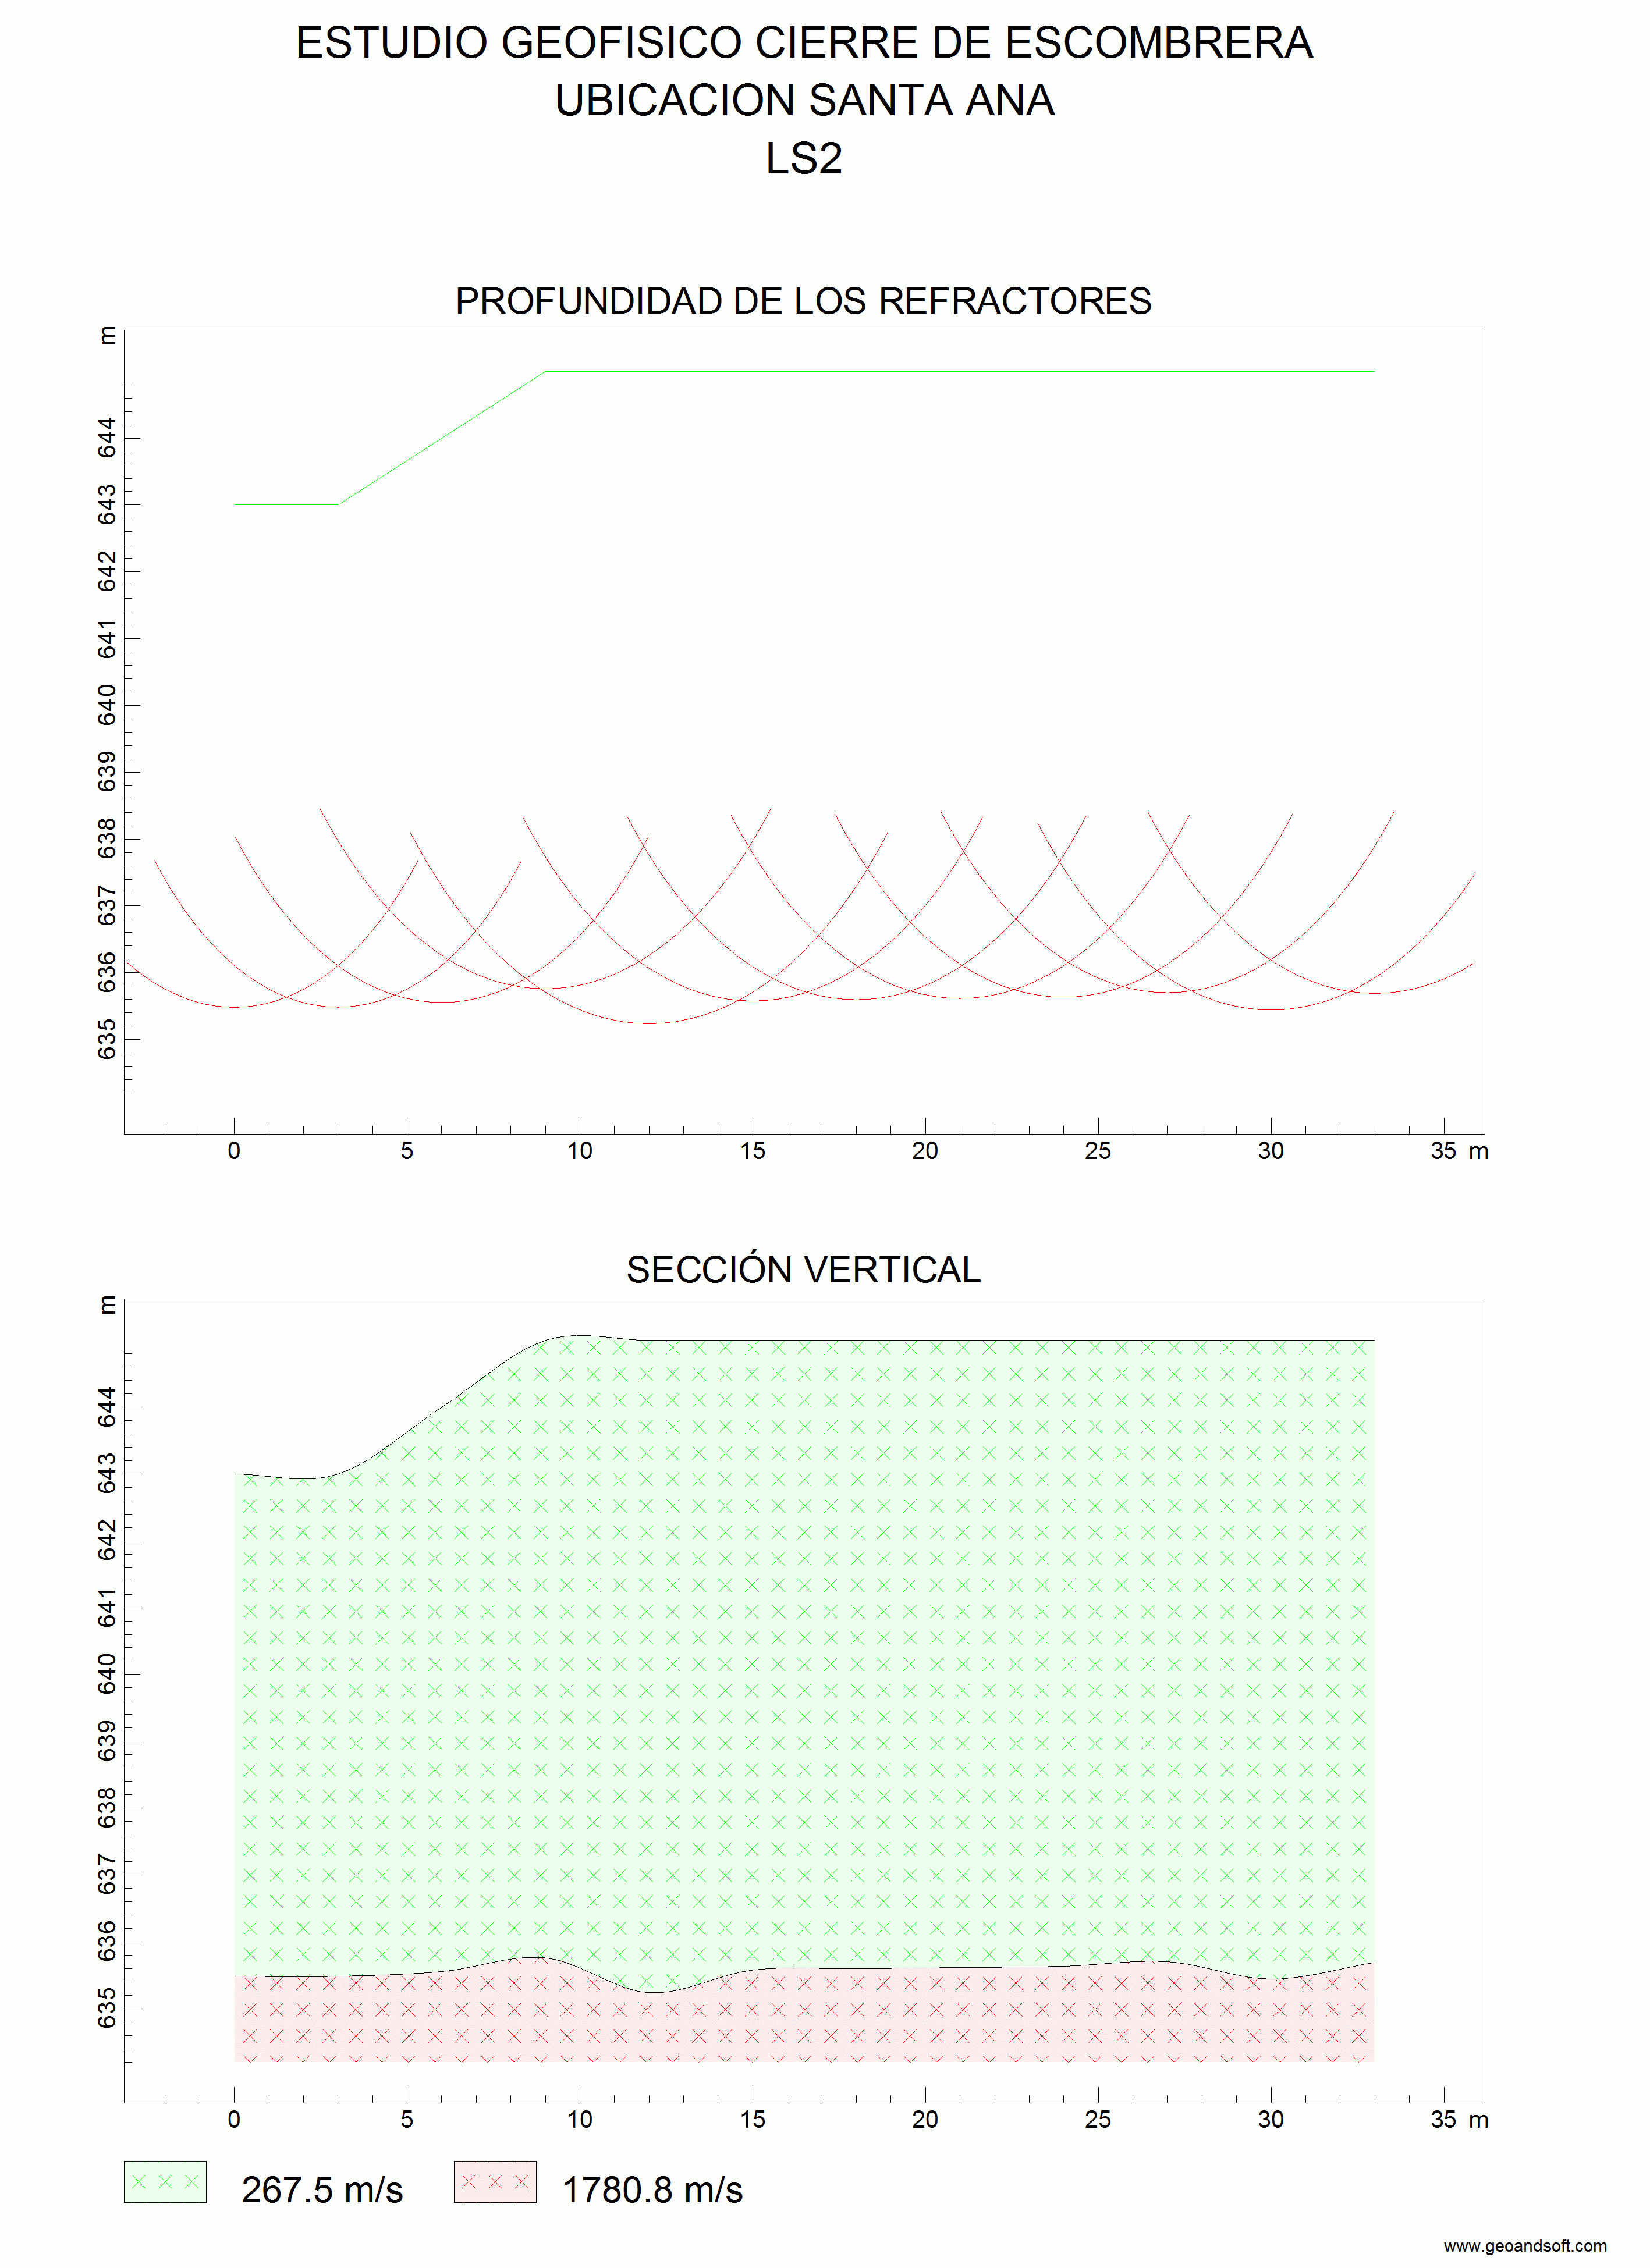 ESTUDIO GEOFISICO CIERRE DE ESCOMBRERA
UBICACION SANTA ANA
LS2
PROFUNDIDAD DE LOS REFRACTORES
m
644
643
642
641
640
639
638
637
636
635
0 5 10 15 20 25 30 35 m
SECCIÓN VERTICAL
m
644
643
642
641
640
639
638
637
636
635
0 5 10 15 20 25 30 35 m
267.5 m/s 1780.8 m/s
www.geoandsoft.com